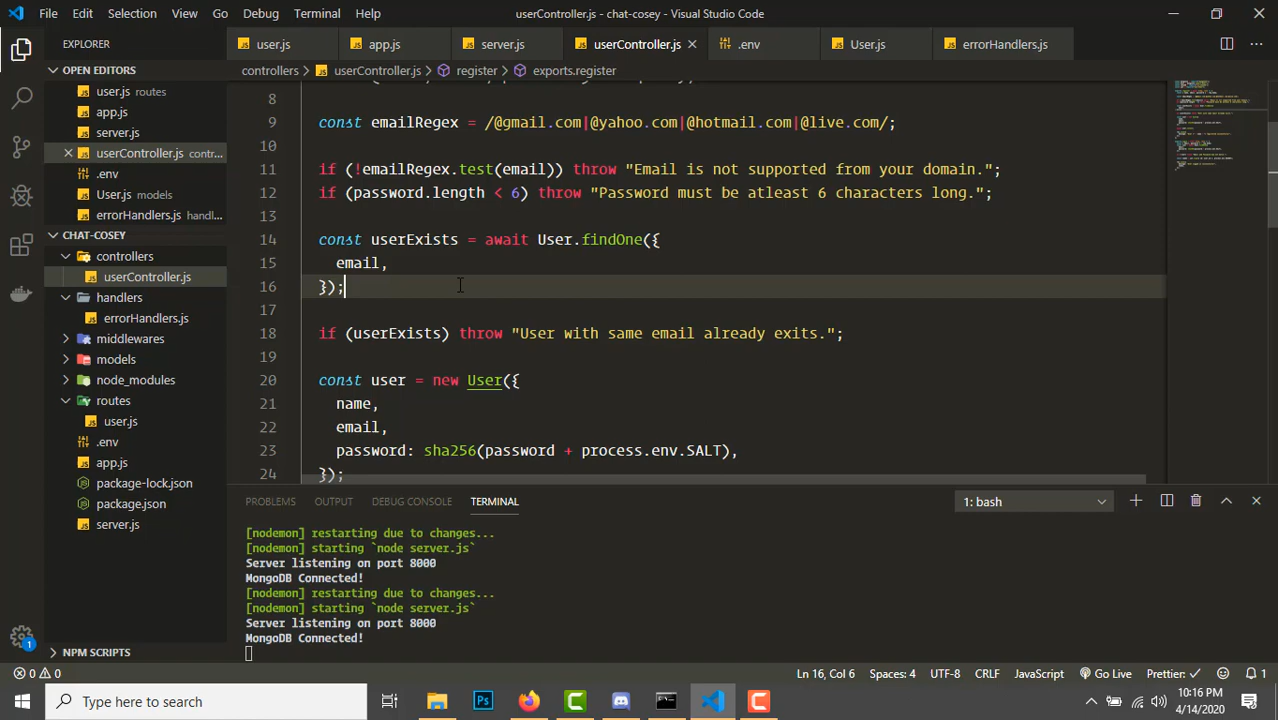 File Edit Selection View Go Debug Terminal Help userController.js - chat-cosey - Visual Studio Code
EXPLORER
user.js app.js server.js userController.js .env User.js errorHandlers.js
controllers userController.js register exports.register
OPEN EDITORS
user.js routes
app.js
server.js
userController.js contr...
.env
User.js models
errorHandlers.js handl...
CHAT-COSEY
controllers
userController.js
handlers
errorHandlers.js
middlewares
models
node_modules
routes
user.js
.env
app.js
package-lock.json
package.json
server.js
NPM SCRIPTS
8
9 const emailRegex = /@gmail.com|@yahoo.com|@hotmail.com|@live.com/;
10
11 if (!emailRegex.test(email)) throw "Email is not supported from your domain.";
12 if (password.length < 6) throw "Password must be atleast 6 characters long.";
13
14 const userExists = await User.findOne({
15 email,
16 });
17
18 if (userExists) throw "User with same email already exits.";
19
20 const user = new User({
21 name,
22 email,
23 password: sha256(password + process.env.SALT),
24 });
PROBLEMS OUTPUT DEBUG CONSOLE TERMINAL 1: bash
[nodemon] restarting due to changes...
[nodemon] starting `node server.js`
Server listening on port 8000
MongoDB Connected!
[nodemon] restarting due to changes...
[nodemon] starting `node server.js`
Server listening on port 8000
MongoDB Connected!
0 0 Ln 16, Col 6 Spaces: 4 UTF-8 CRLF JavaScript Go Live Prettier: ✓ 1
Type here to search
10:16 PM
4/14/2020